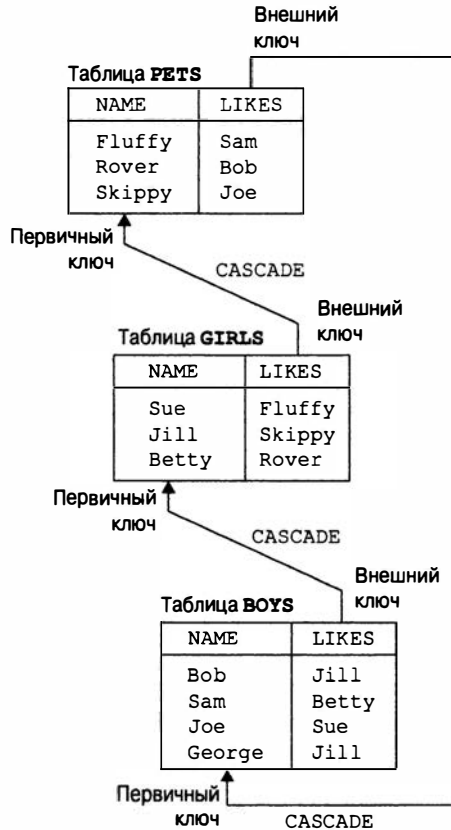 Внешний
ключ
Таблица PETS
NAME LIKES
Fluffy Sam
Rover Bob
Skippy Joe
Первичный
ключ
CASCADE
Внешний
ключ
Таблица GIRLS
NAME LIKES
Sue Fluffy
Jill Skippy
Betty Rover
Первичный
ключ
CASCADE
Внешний
ключ
Таблица BOYS
NAME LIKES
Bob Jill
Sam Betty
Joe Sue
George Jill
Первичный
ключ
CASCADE